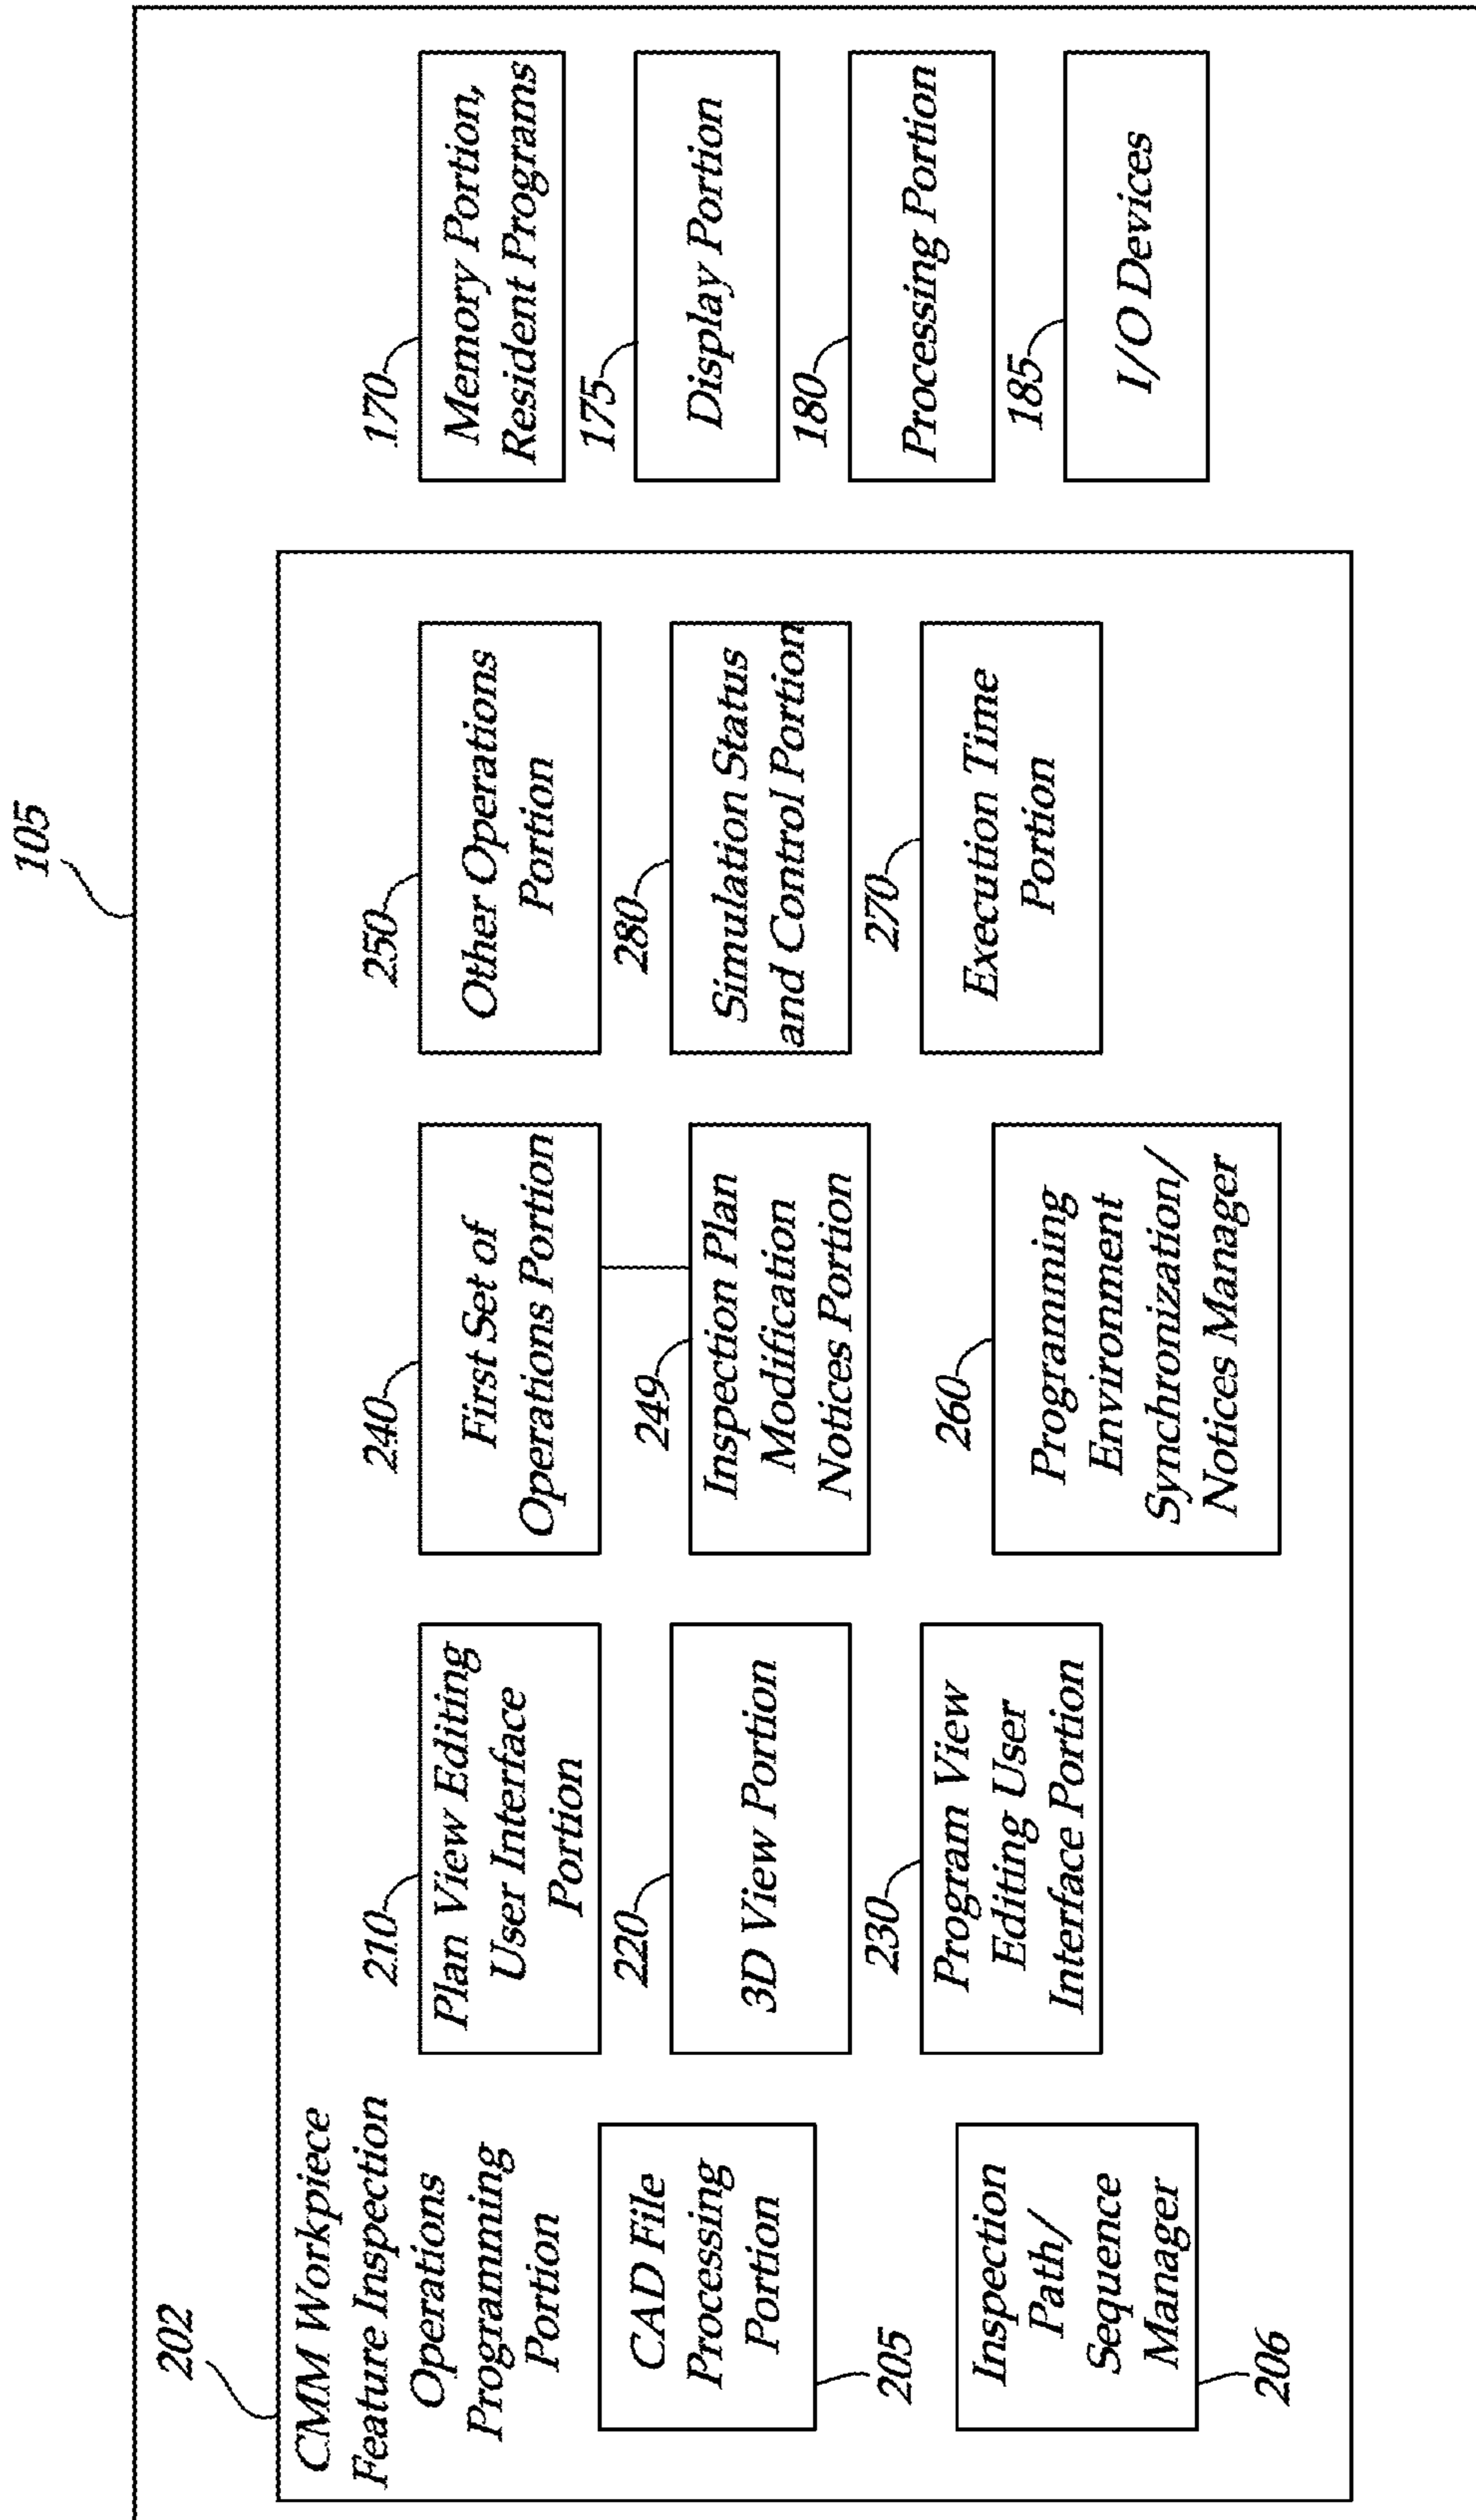 105
202
CMM Workpiece
Feature Inspection
Operations
Programming
Portion
CAD File
Processing
Portion
205
Inspection
Path/
Sequence
Manager
206
210
Plan View Editing
User Interface
Portion
220
3D View Portion
230
Program View
Editing User
Interface Portion
240
First Set of
Operations Portion
249
Inspection Plan
Modification
Notices Portion
260
Programming
Environment
Synchronization/
Notices Manager
250
Other Operations
Portion
280
Simulation Status
and Control Portion
270
Execution Time
Portion
170
Memory Portion,
Resident Programs
175
Display Portion
180
Processing Portion
185
I/O Devices